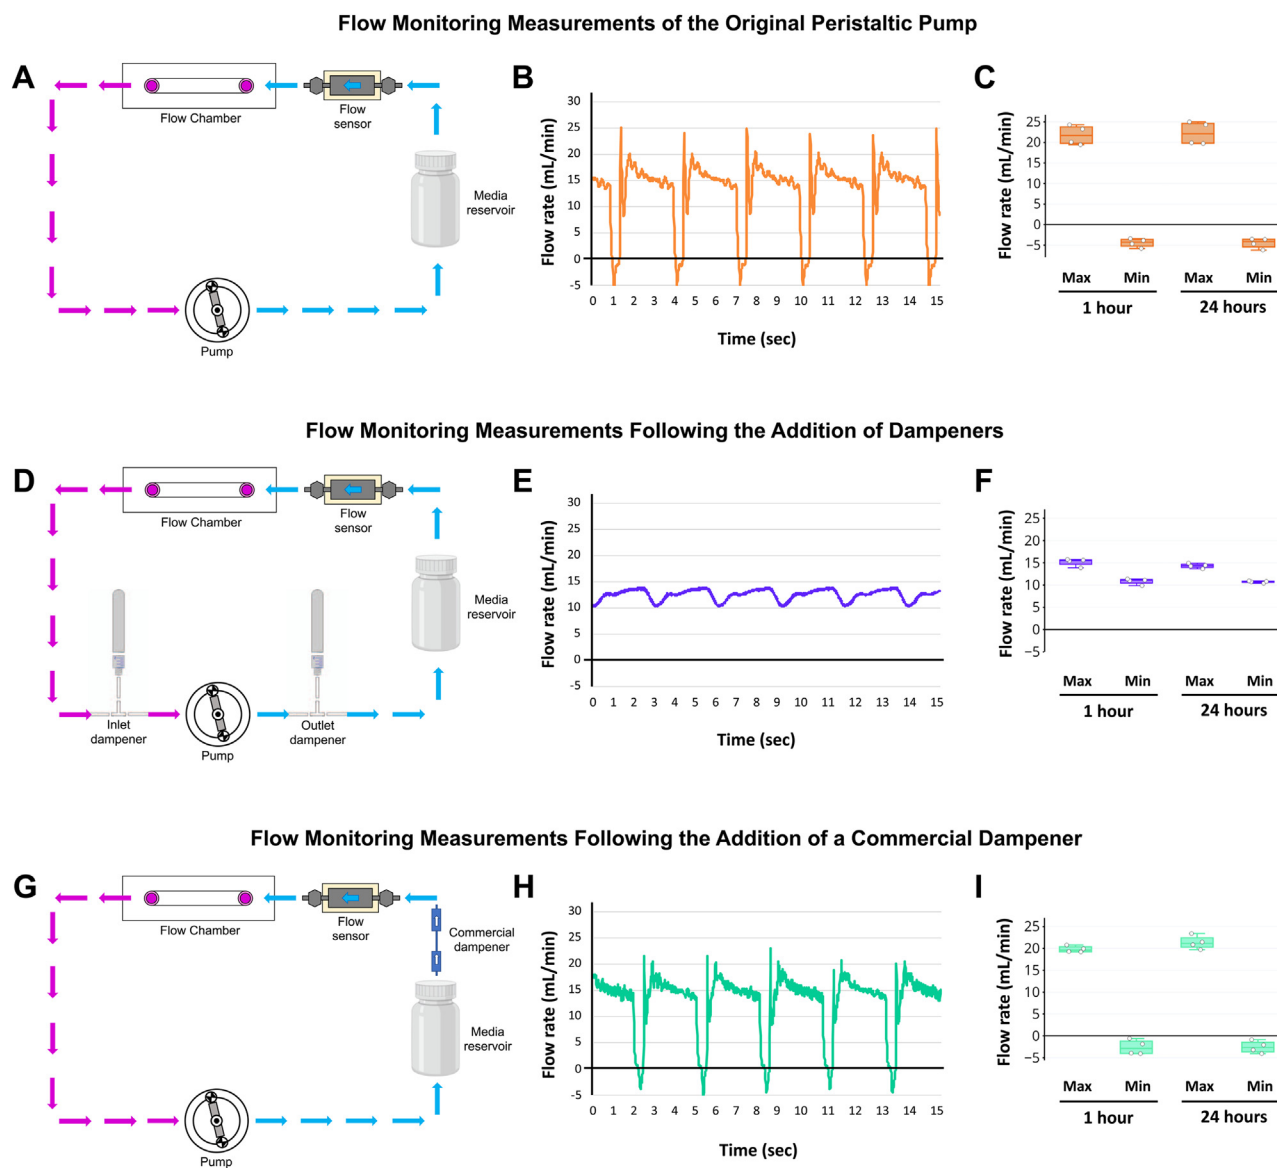 Flow Monitoring Measurements of the Original Peristaltic Pump
A
Flow Chamber
Flow
sensor
Media
reservoir
Pump
B
Flow rate (mL/min)
30
25
20
15
10
5
0
-5
0 1 2 3 4 5 6 7 8 9 10 11 12 13 14 15
Time (sec)
C
Flow rate (mL/min)
25
20
15
10
5
0
−5
Max Min Max Min
1 hour 24 hours
Flow Monitoring Measurements Following the Addition of Dampeners
D
Flow Chamber
Flow
sensor
Media
reservoir
Inlet
dampener
Pump
Outlet
dampener
E
Flow rate (mL/min)
30
25
20
15
10
5
0
-5
0 1 2 3 4 5 6 7 8 9 10 11 12 13 14 15
Time (sec)
F
Flow rate (mL/min)
25
20
15
10
5
0
−5
Max Min Max Min
1 hour 24 hours
Flow Monitoring Measurements Following the Addition of a Commercial Dampener
G
Flow Chamber
Flow
sensor
Commercial
dampener
Media
reservoir
Pump
H
Flow rate (mL/min)
30
25
20
15
10
5
0
-5
0 1 2 3 4 5 6 7 8 9 10 11 12 13 14 15
Time (sec)
I
Flow rate (mL/min)
25
20
15
10
5
0
−5
Max Min Max Min
1 hour 24 hours